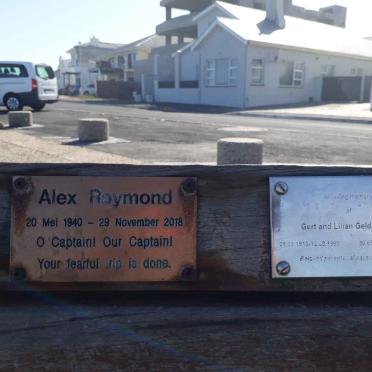 Alex Raymond
20 Mei 1940 - 29 November 2018
O Captain! Our Captain!
Your fearful trip is done.
of
Gert and Lilian